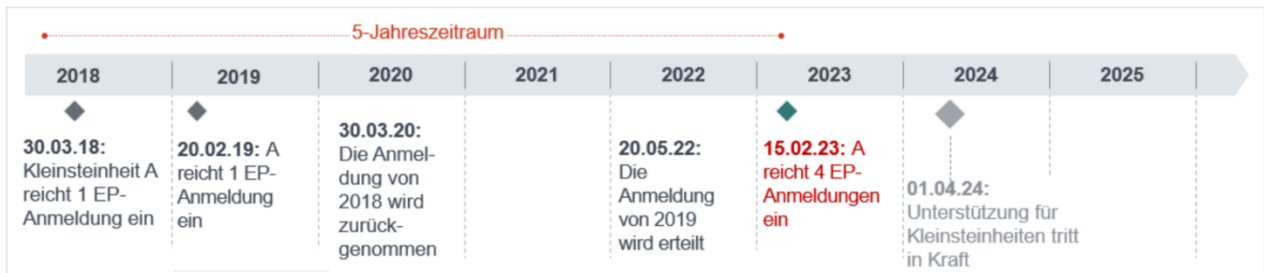 5-Jahreszeitraum
2018
2019
2020
2021
2022
2023
2024
2025
30.03.18:
Kleinsteinheit A
reicht 1 EP-
Anmeldung ein
20.02.19: A
reicht 1 EP-
Anmeldung
ein
30.03.20:
Die Anmel-
dung von
2018 wird
zurück-
genommen
20.05.22:
Die
Anmeldung
von 2019
wird erteilt
15.02.23: A
reicht 4 EP-
Anmeldungen
ein
01.04.24:
Unterstützung für
Kleinsteinheiten tritt
in Kraft